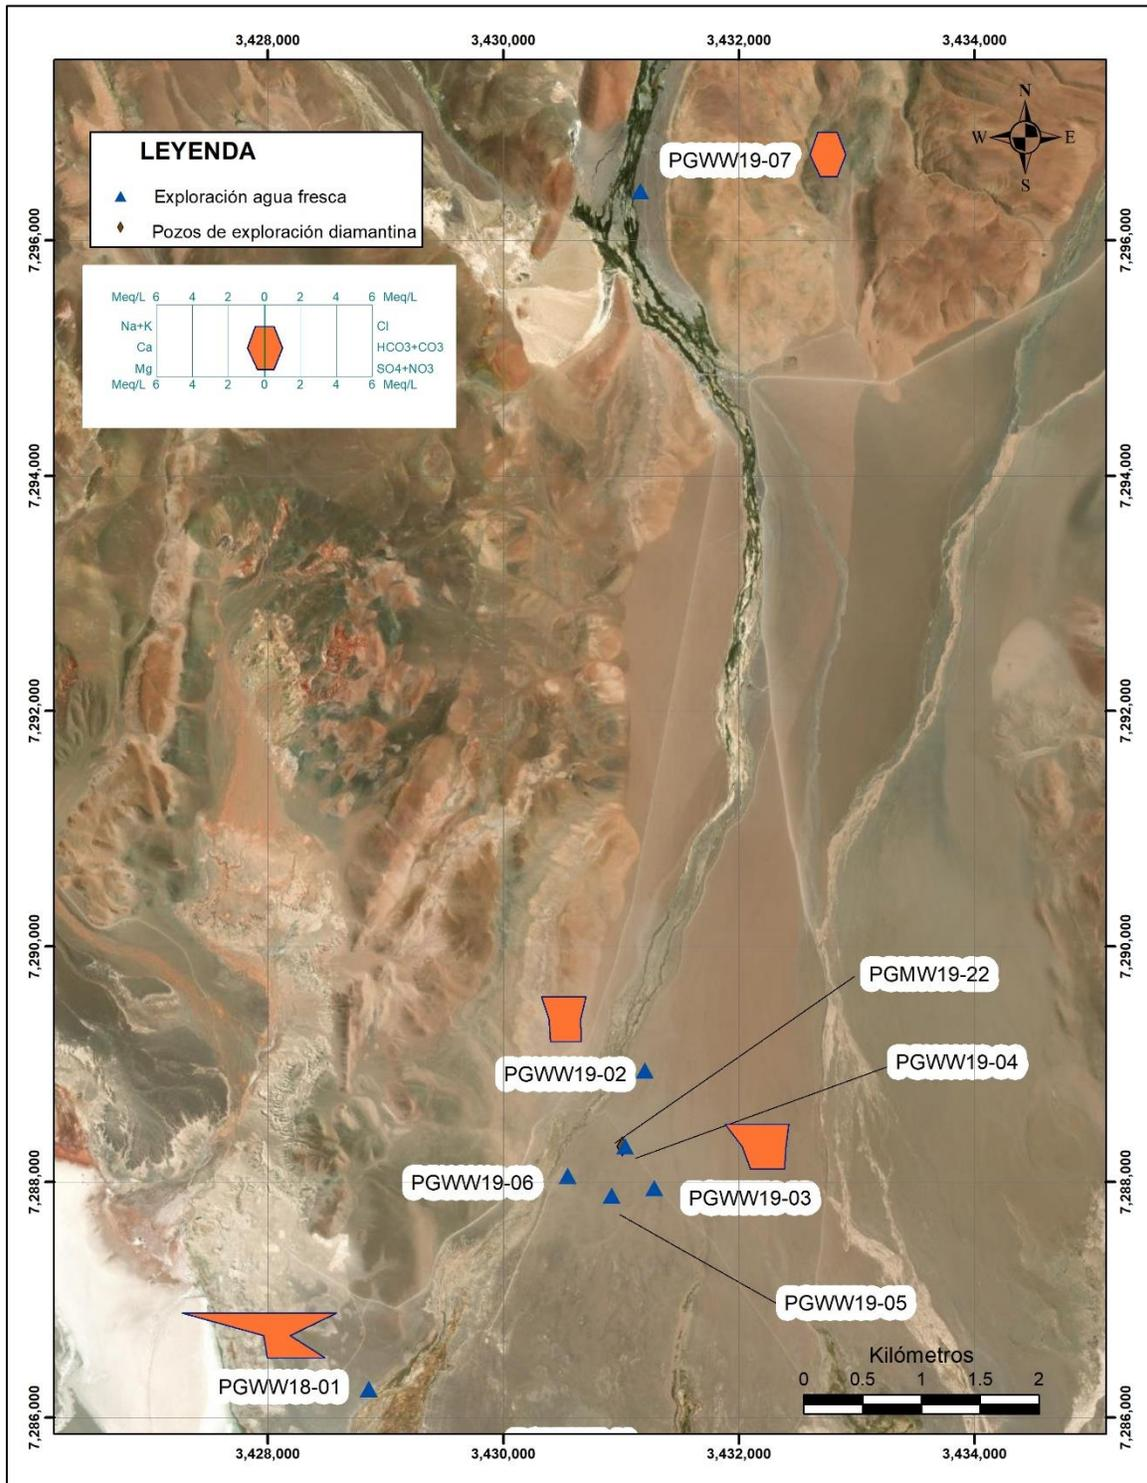 3,428,000 3,430,000 3,432,000 3,434,000
N
W E
S
LEYENDA
Exploración agua fresca
Pozos de exploración diamantina
Meq/L 6 4 2 0 2 4 6 Meq/L
Na+K Cl
Ca HCO3+CO3
Mg SO4+NO3
Meq/L 6 4 2 0 2 4 6 Meq/L
PGWW19-07
7,296,000 7,296,000
7,294,000 7,294,000
7,292,000 7,292,000
7,290,000 7,290,000
PGMW19-22
PGWW19-04
PGWW19-02
PGWW19-06
7,288,000 7,288,000
PGWW19-03
PGWW19-05
PGWW18-01
Kilómetros
0 0.5 1 1.5 2
7,286,000 7,286,000
3,428,000 3,430,000 3,432,000 3,434,000